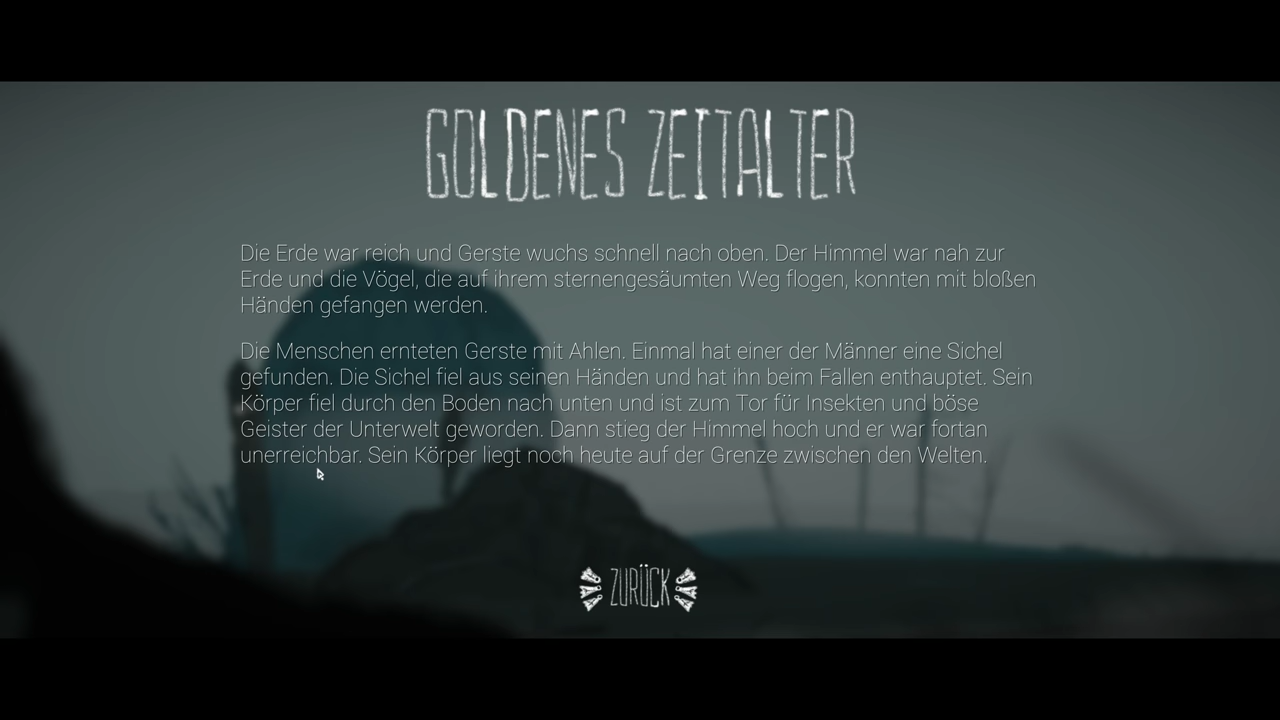 GOLDENES ZEITALTER
Die Erde war reich und Gerste wuchs schnell nach oben. Der Himmel war nah zur
Erde und die Vögel, die auf ihrem sternengesäumten Weg flogen, konnten mit bloßen
Händen gefangen werden.
Die Menschen ernteten Gerste mit Ahlen. Einmal hat einer der Männer eine Sichel
gefunden. Die Sichel fiel aus seinen Händen und hat ihn beim Fallen enthauptet. Sein
Körper fiel durch den Boden nach unten und ist zum Tor für Insekten und böse
Geister der Unterwelt geworden. Dann stieg der Himmel hoch und er war fortan
unerreichbar. Sein Körper liegt noch heute auf der Grenze zwischen den Welten.
ZURÜCK